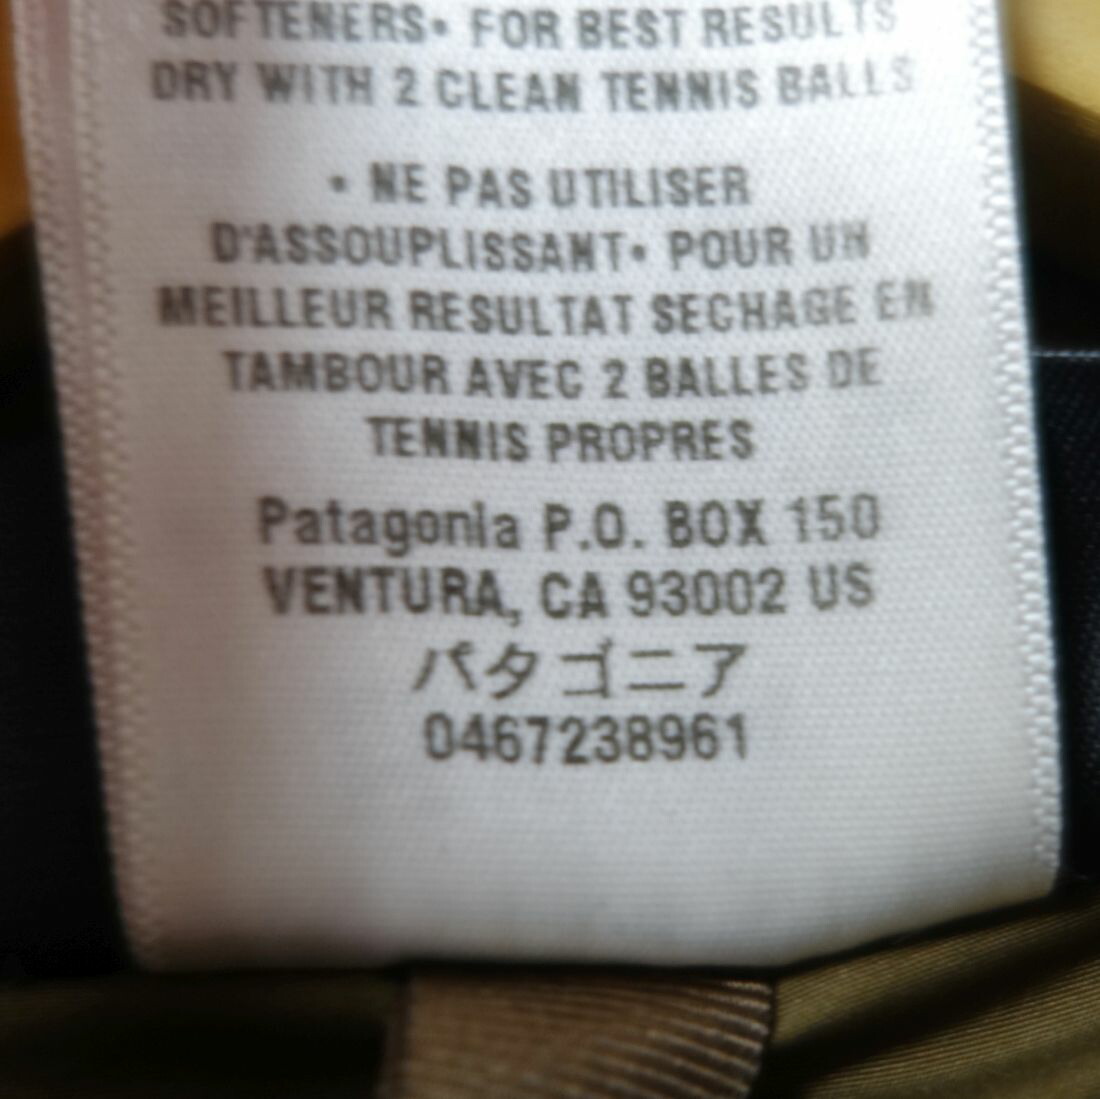 SOFTENERS• FOR BEST RESULTS
DRY WITH 2 CLEAN TENNIS BALLS
• NE PAS UTILISER
D'ASSOUPLISSANT• POUR UN
MEILLEUR RESULTAT SECHAGE EN
TAMBOUR AVEC 2 BALLES DE
TENNIS PROPRES
Patagonia P.O. BOX 150
VENTURA, CA 93002 US
パタゴニア
0467238961